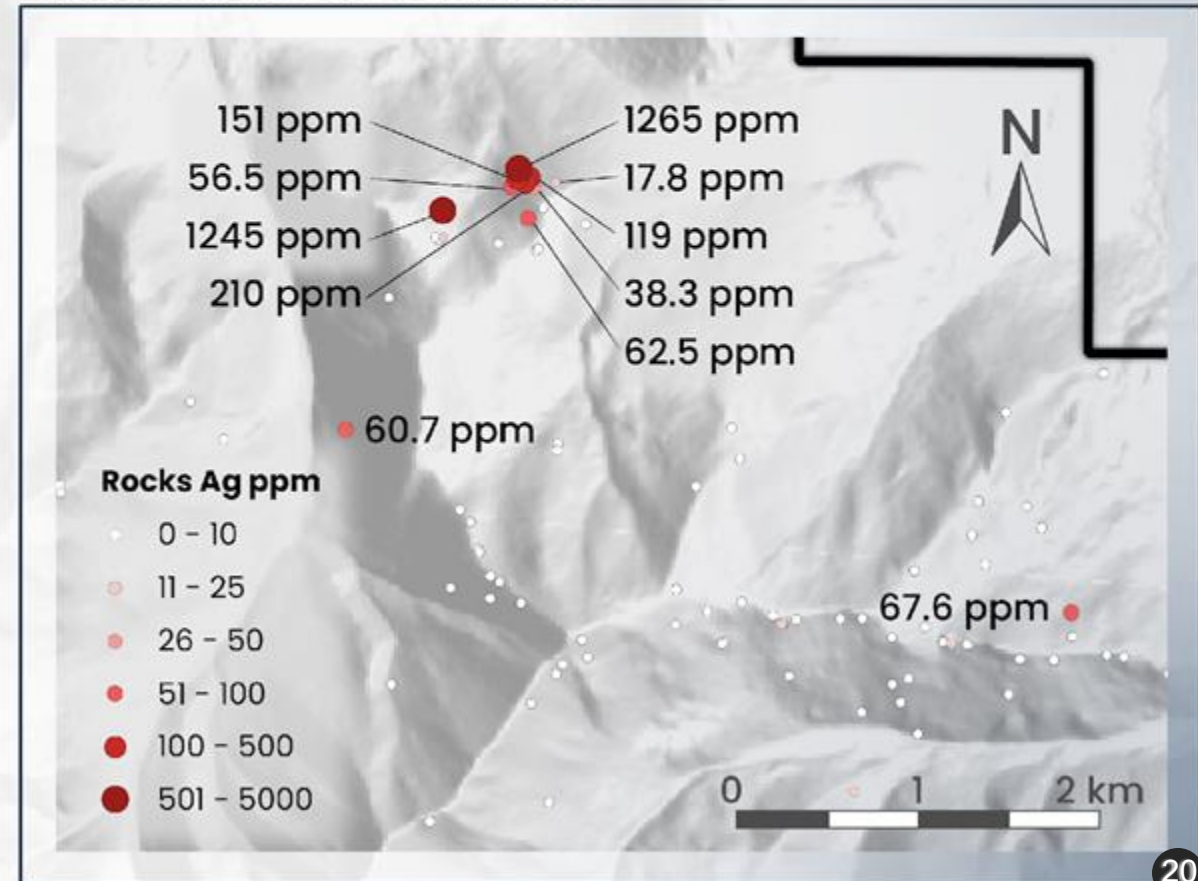 151 ppm
1265 ppm
N
56.5 ppm
17.8 ppm
1245 ppm
119 ppm
210 ppm
38.3 ppm
62.5 ppm
60.7 ppm
Rocks Ag ppm
0 - 10
11 - 25
26 - 50
51 - 100
100 - 500
501 - 5000
67.6 ppm
0 1 2 km
20